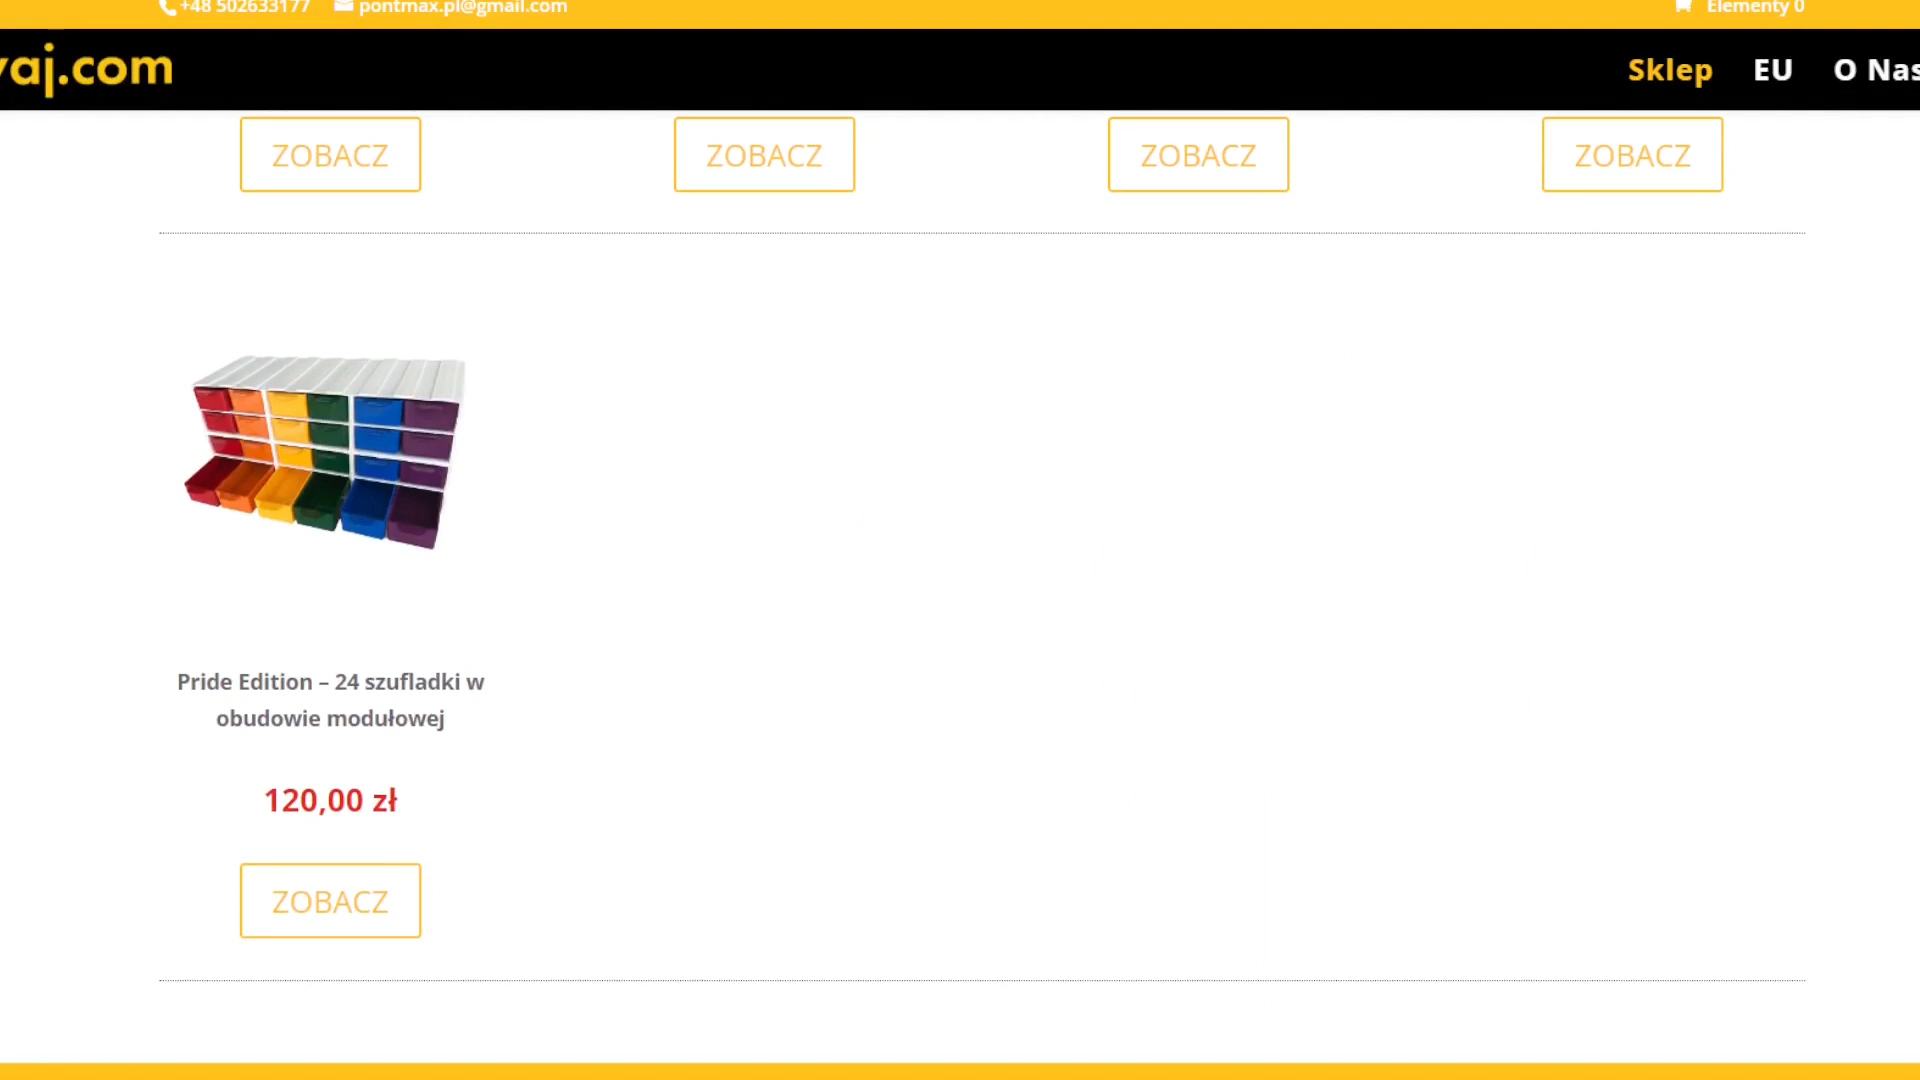 +48 502633177 pontmax.pl@gmail.com Elementy 0
aj.com Sklep EU O Nas
ZOBACZ ZOBACZ ZOBACZ ZOBACZ
Pride Edition – 24 szufladki w
obudowie modułowej
120,00 zł
ZOBACZ